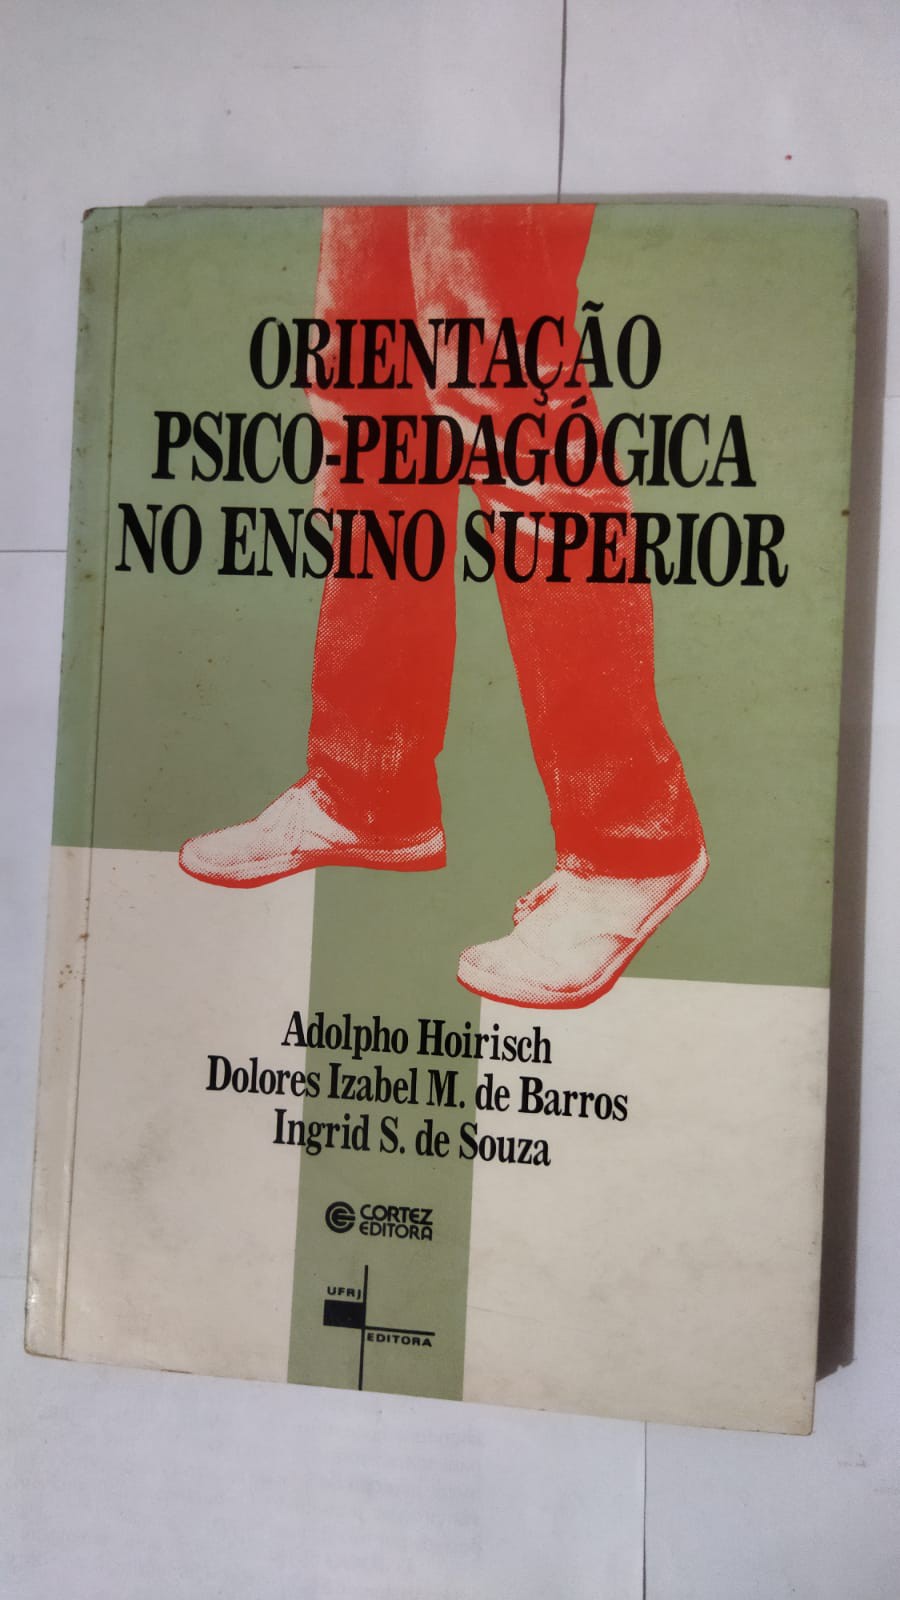 ORIENTAÇÃO
PSICO-PEDAGÓGICA
NO ENSINO SUPERIOR
Adolpho Hoirisch
Dolores Izabel M. de Barros
Ingrid S. de Souza
CORTEZ
EDITORA
UFRJ
EDITORA